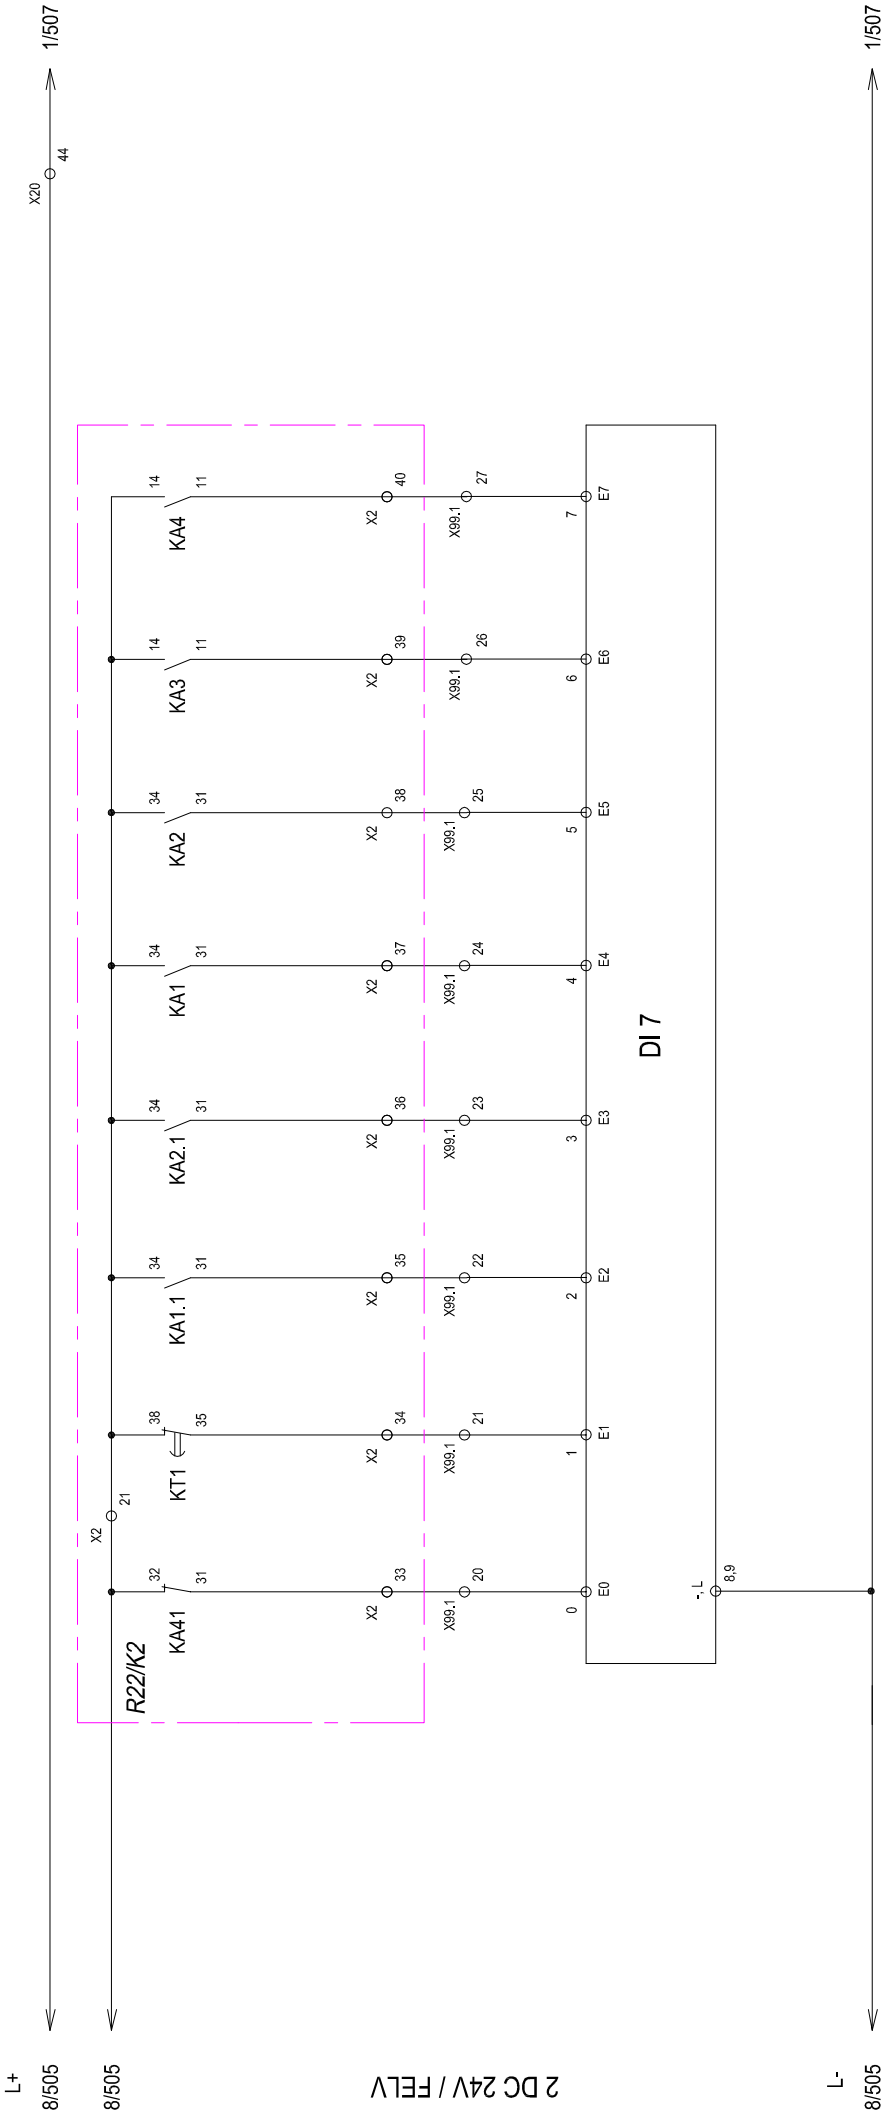 L+
8/505
X20
44
1/507
8/505
X2
21
R22/K2
KA41
32
31
KT1
38
35
KA1.1
34
31
KA2.1
34
31
KA1
34
31
KA2
34
31
KA3
14
11
KA4
14
11
X2
33
X2
34
X2
35
X2
36
X2
37
X2
38
X2
39
X2
40
2 DC 24V / FELV
X99.1
20
X99.1
21
X99.1
22
X99.1
23
X99.1
24
X99.1
25
X99.1
26
X99.1
27
0
1
2
3
4
5
6
7
E0
E1
E2
E3
E4
E5
E6
E7
DI 7
-, L
8,9
L-
8/505
1/507